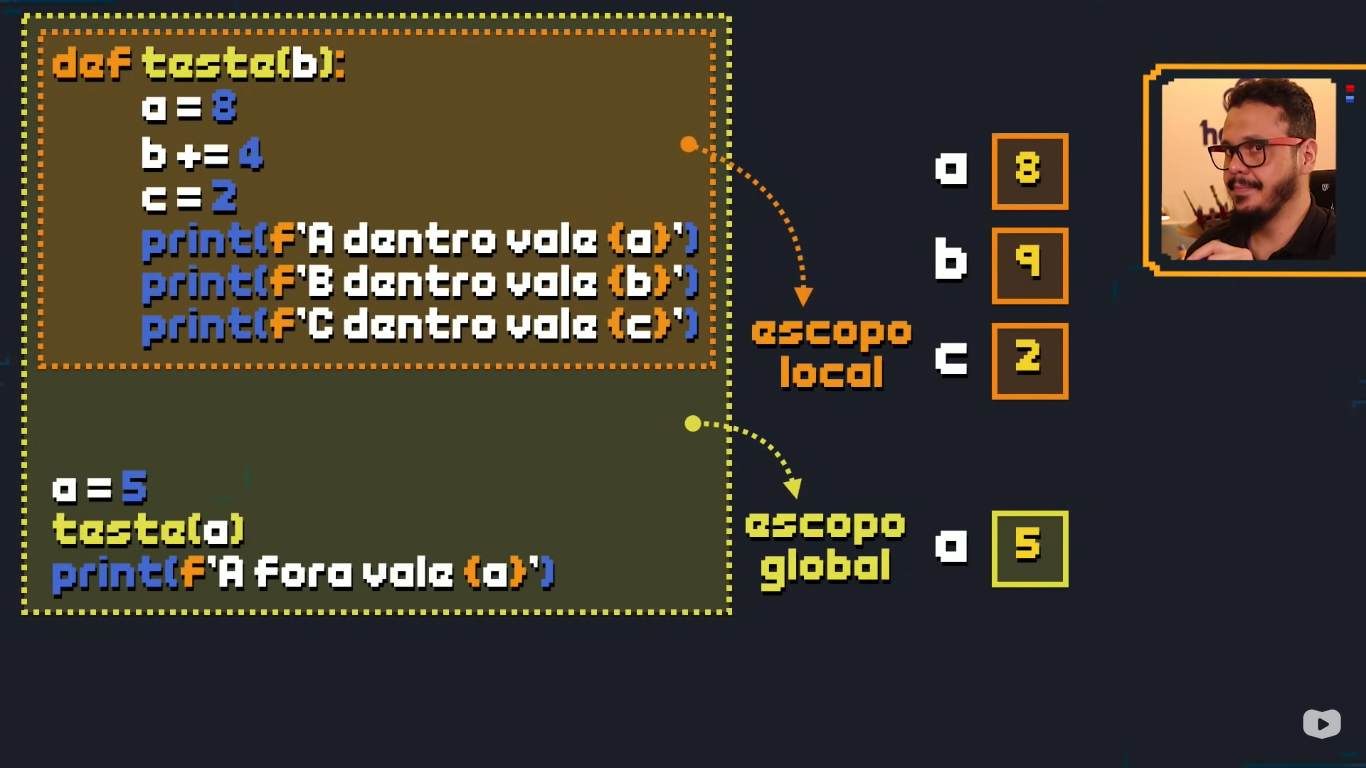 def teste(b):
a = 8
b += 4
c = 2
print(f'A dentro vale {a}')
print(f'B dentro vale {b}')
print(f'C dentro vale {c}')
a = 5
teste(a)
print(f'A fora vale {a}')
escopo
local
escopo
global
a 8
b 9
c 2
a 5